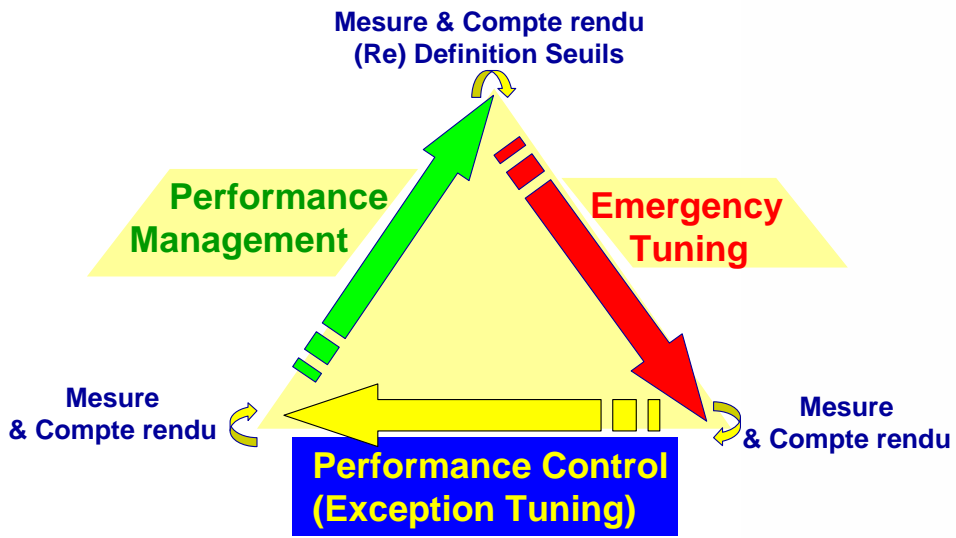 Mesure & Compte rendu
(Re) Definition Seuils
Performance
Management
Emergency
Tuning
Mesure
& Compte rendu
Mesure
& Compte rendu
Performance Control
(Exception Tuning)